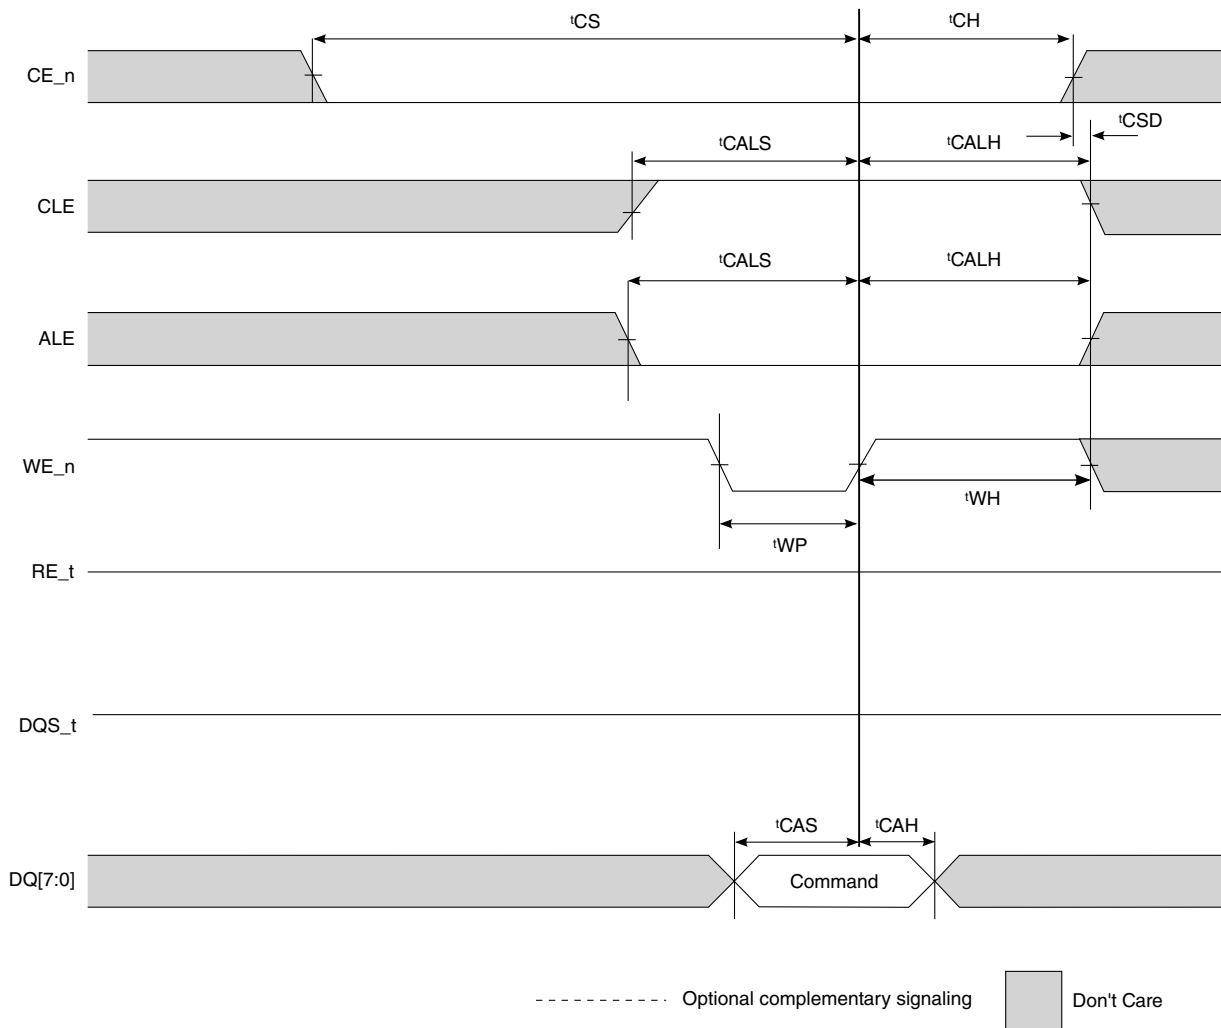 tCS
tCH
CE_n
tCSD
tCALS
tCALH
CLE
tCALS
tCALH
ALE
WE_n
tWH
tWP
RE_t
DQS_t
tCAS
tCAH
DQ[7:0]
Command
Optional complementary signaling
Don't Care